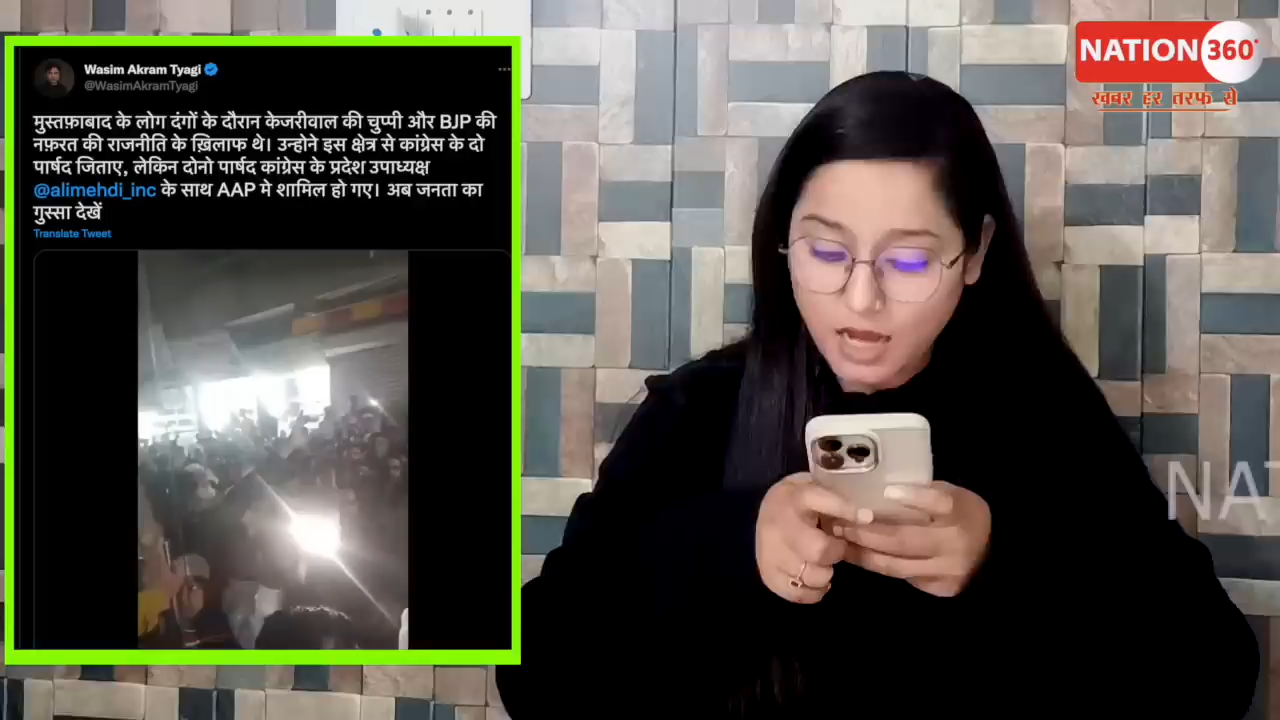 Wasim Akram Tyagi
@WasimAkramTyagi
मुस्तफ़ाबाद के लोग दंगों के दौरान केजरीवाल की चुप्पी और BJP की
नफ़रत की राजनीति के ख़िलाफ थे। उन्होने इस क्षेत्र से कांग्रेस के दो
पार्षद जिताए, लेकिन दोनो पार्षद कांग्रेस के प्रदेश उपाध्यक्ष
@alimehdi_inc के साथ AAP मे शामिल हो गए। अब जनता का
गुस्सा देखें
Translate Tweet
NATION 360°
खबर हर तरफ से
NAT